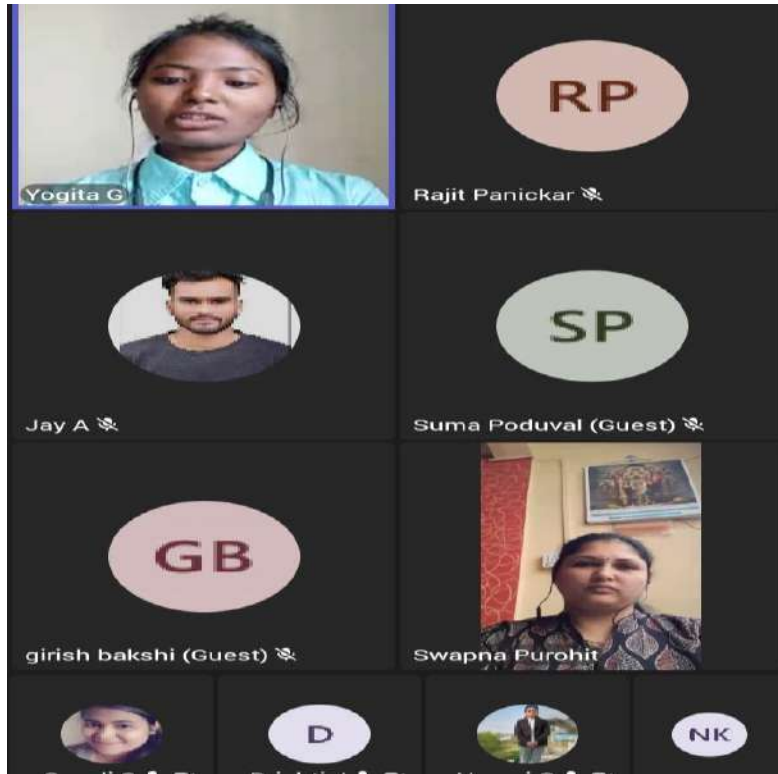 Yogita G
RP
Rajit Panickar
Jay A
SP
Suma Poduval (Guest)
GB
girish bakshi (Guest)
Swapna Purohit
D
NK